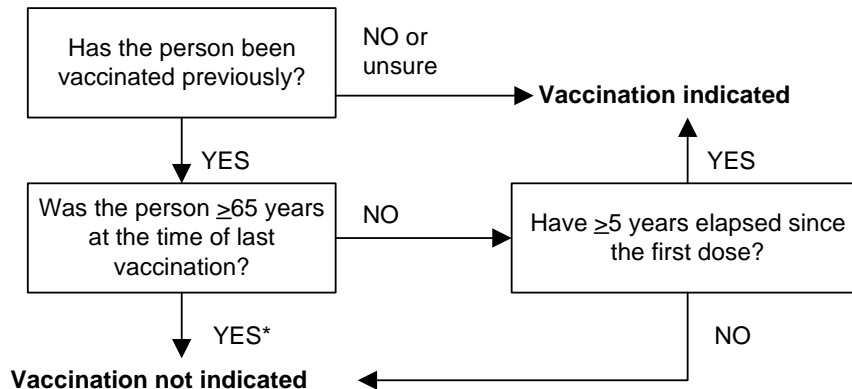 Has the person been
vaccinated previously?
NO or
unsure
Vaccination indicated
YES
YES
Was the person ≥65 years
at the time of last
vaccination?
NO
Have ≥5 years elapsed since
the first dose?
YES*
NO
Vaccination not indicated